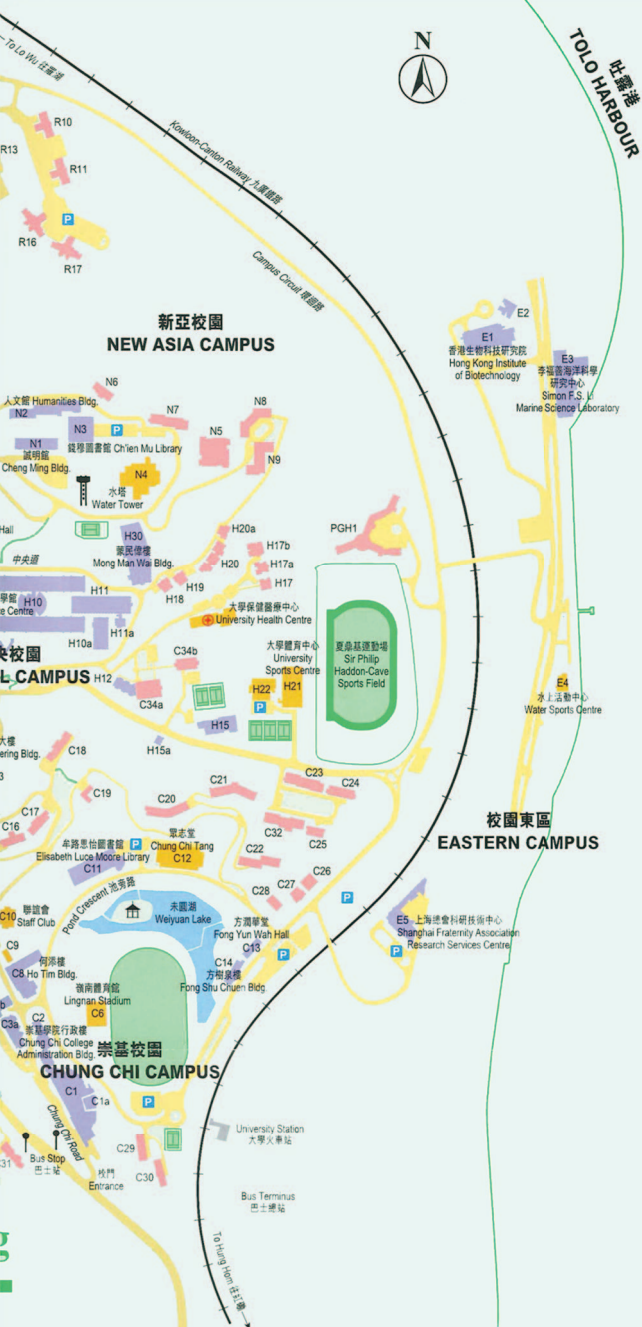 N
吐露港
TOLO HARBOUR
To Lo Wu 往羅湖
R10
R13
R11
Kowloon-Canton Railway 九廣鐵路
R16
R17
Campus Circuit 環迴路
新亞校園
NEW ASIA CAMPUS
E2
E1
香港生物科技研究院
Hong Kong Institute
of Biotechnology
E3
李福善海洋科學
研究中心
Simon F.S. Li
Marine Science Laboratory
N6
人文館 Humanities Bldg.
N2
N7
N8
N3
P
N5
N1
誠明館
Cheng Ming Bldg.
錢穆圖書館 Ch'ien Mu Library
N9
N4
水塔
Water Tower
Hall
H30
蒙民偉樓
Mong Man Wai Bldg.
H20a
PGH1
中央道
H17b
H20
H17a
H19
H17
H18
學館
H10
ce Centre
H11
大學保健醫療中心
University Health Centre
H11a
H10a
央校園
L CAMPUS
C34b
大學體育中心
University
Sports Centre
夏鼎基運動場
Sir Philip
Haddon-Cave
Sports Field
H12
H22
H21
E4
水上活動中心
Water Sports Centre
C34a
P
H15
H15a
大樓
ering Bldg.
C18
3
C23
C24
C21
C19
C20
C17
C16
C32
C25
校園東區
EASTERN CAMPUS
牟路思怡圖書館
P
Elisabeth Luce Moore Library
C11
眾志堂
Chung Chi Tang
C12
C22
C26
C27
C28
P
Pond Crescent 池旁路
未圓湖
Weiyuan Lake
C10
聯誼會
Staff Club
方潤華堂
Fong Yun Wah Hall
C13
E5 上海總會科研技術中心
Shanghai Fraternity Association
Research Services Centre
P
P
C9
何添樓
C8 Ho Tim Bldg.
C14
方樹泉樓
Fong Shu Chuen Bldg.
嶺南體育館
Lingnan Stadium
C6
b
C3a
C2
崇基學院行政樓
Chung Chi College
Administration Bldg.
崇基校園
CHUNG CHI CAMPUS
C1
C1a
P
Chung Chi Road
University Station
大學火車站
C31
Bus Stop
巴士站
C29
C30
校門
Entrance
Bus Terminus
巴士總站
To Hung Hom 往紅磡
g